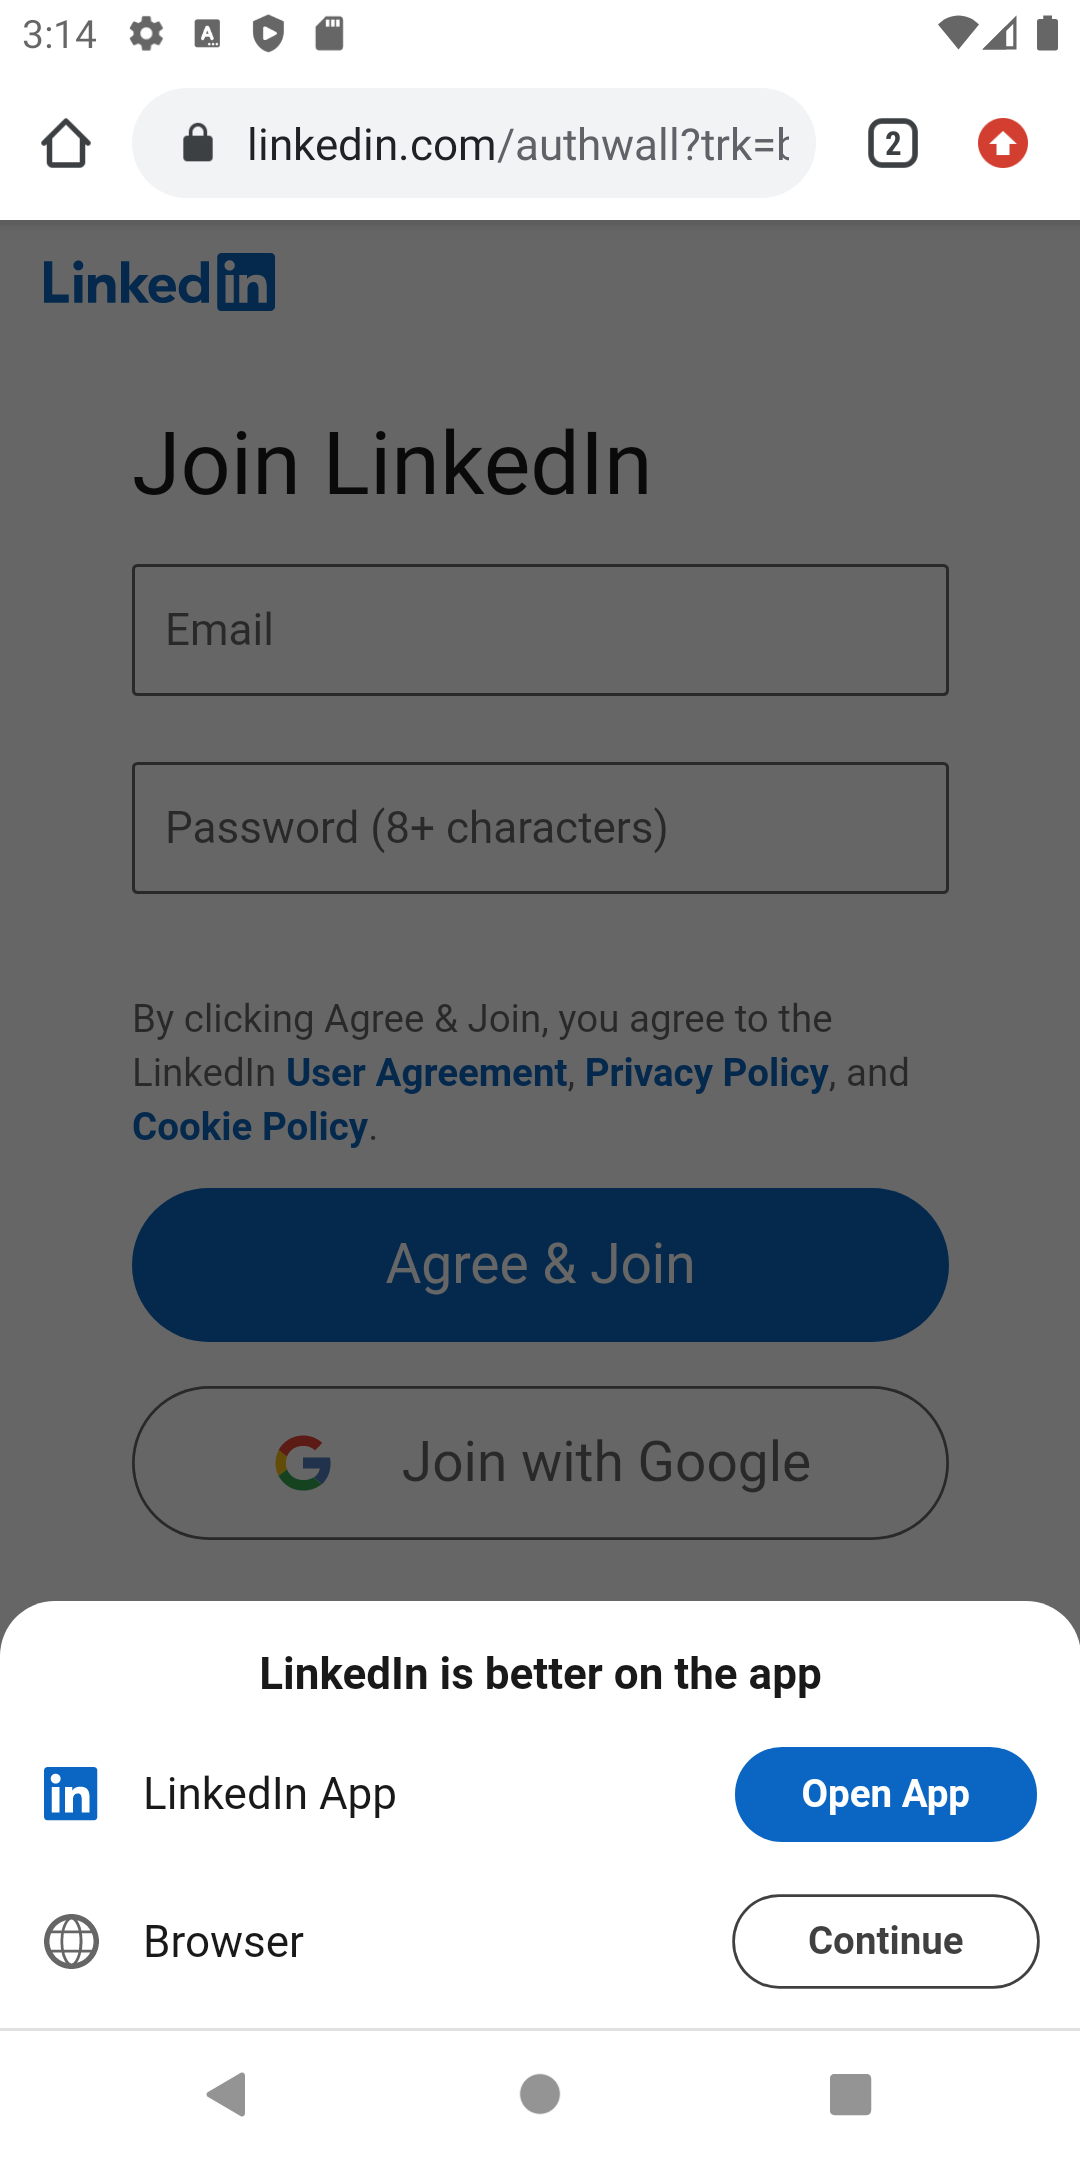 3:14
linkedin.com/authwall?trk=b
2
Linked in
Join LinkedIn
Email
Password (8+ characters)
By clicking Agree & Join, you agree to the
LinkedIn User Agreement, Privacy Policy, and
Cookie Policy.
Agree & Join
Join with Google
LinkedIn is better on the app
LinkedIn App
Open App
Browser
Continue